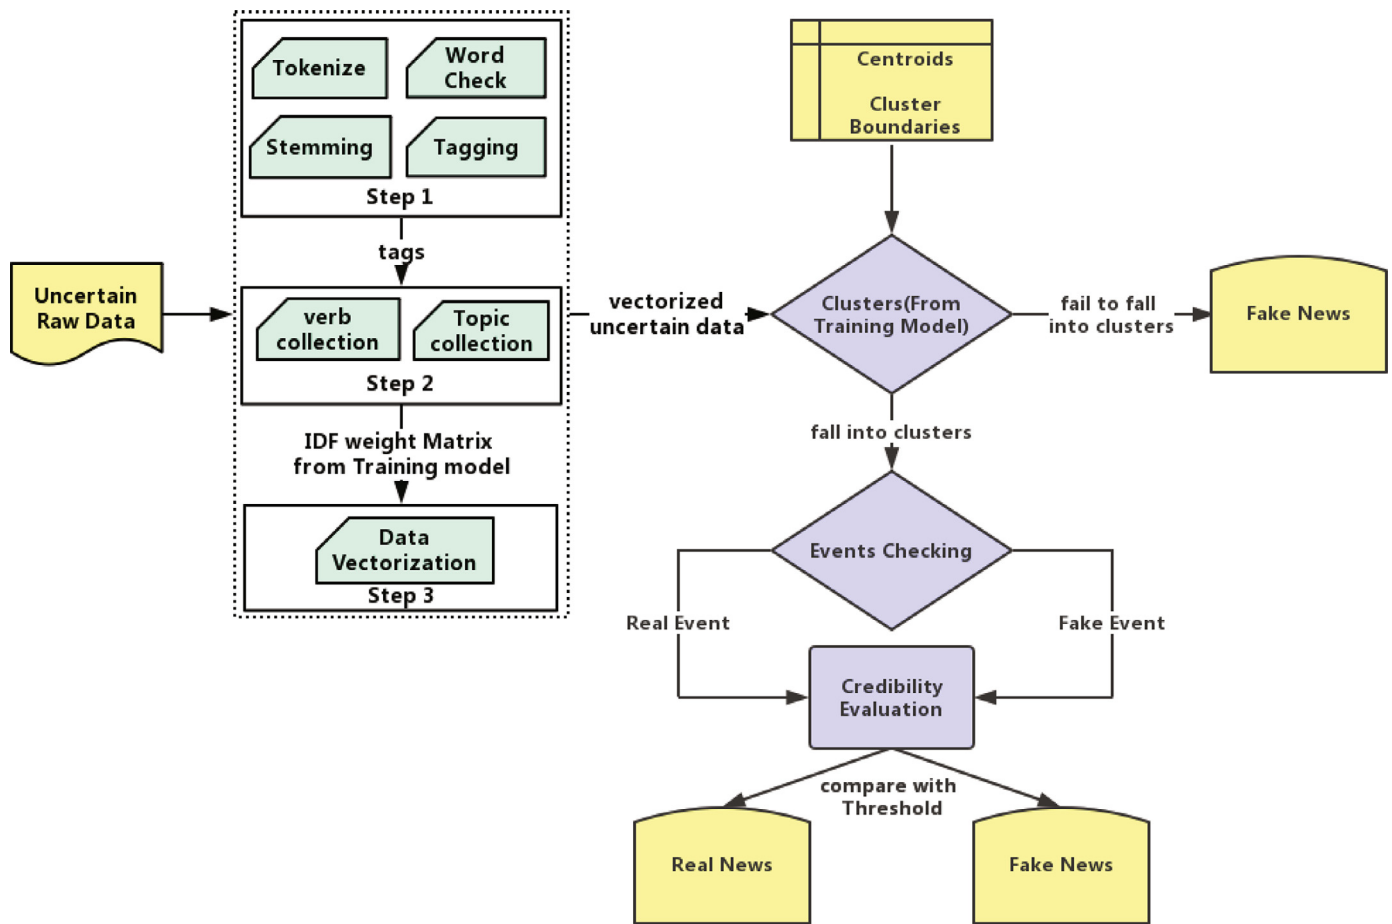 Uncertain
Raw Data
Tokenize
Word
Check
Stemming
Tagging
Step 1
tags
verb
collection
Topic
collection
Step 2
IDF weight Matrix
from Training model
Data
Vectorization
Step 3
vectorized
uncertain data
Centroids
Cluster
Boundaries
Clusters(From
Training Model)
fail to fall
into clusters
Fake News
fall into clusters
Events Checking
Real Event
Fake Event
Credibility
Evaluation
compare with
Threshold
Real News
Fake News